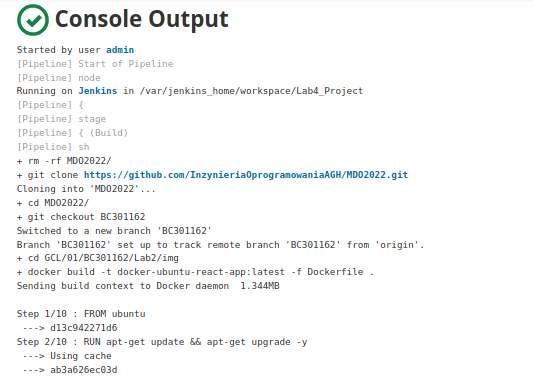 Console Output
Started by user admin
[Pipeline] Start of Pipeline
[Pipeline] node
Running on Jenkins in /var/jenkins_home/workspace/Lab4_Project
[Pipeline] {
[Pipeline] stage
[Pipeline] { (Build)
[Pipeline] sh
+ rm -rf MDO2022/
+ git clone https://github.com/InzynieriaOprogramowaniaAGH/MDO2022.git
Cloning into 'MDO2022'...
+ cd MDO2022/
+ git checkout BC301162
Switched to a new branch 'BC301162'
Branch 'BC301162' set up to track remote branch 'BC301162' from 'origin'.
+ cd GCL/01/BC301162/Lab2/img
+ docker build -t docker-ubuntu-react-app:latest -f Dockerfile .
Sending build context to Docker daemon  1.344MB
Step 1/10 : FROM ubuntu
 ---> d13c942271d6
Step 2/10 : RUN apt-get update && apt-get upgrade -y
 ---> Using cache
 ---> ab3a626ec03d